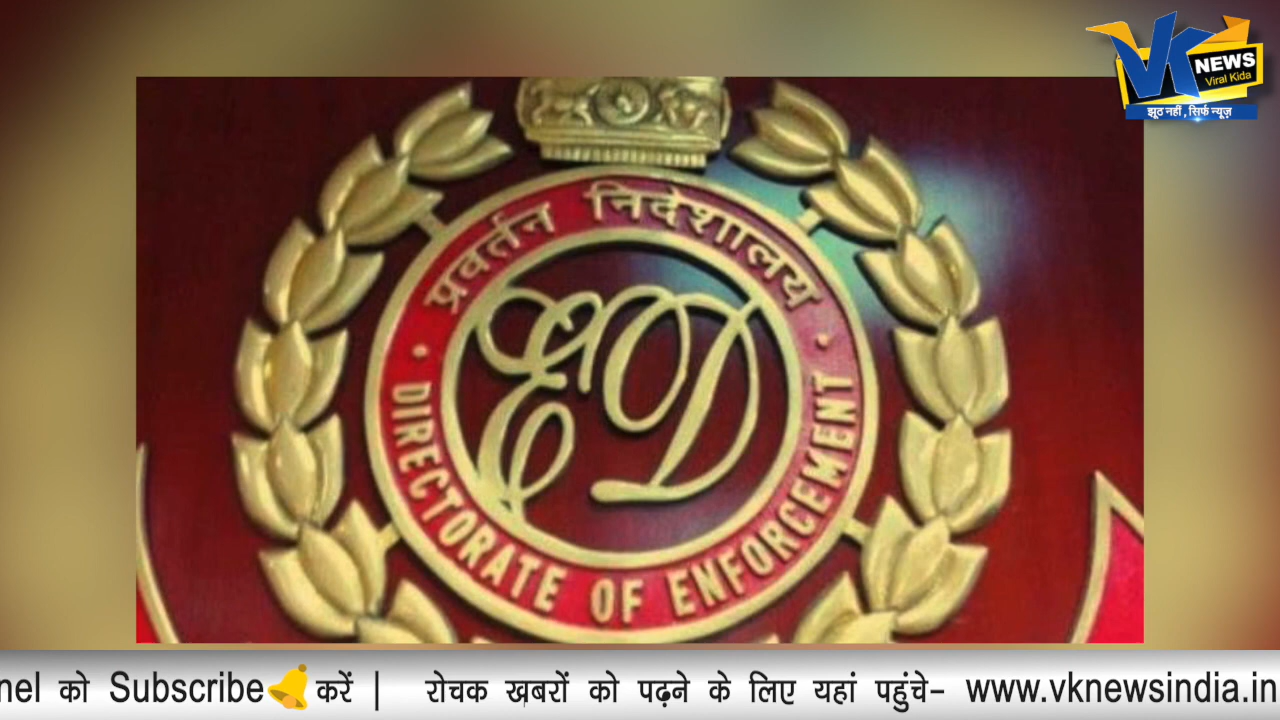 VK NEWS
Viral Kida
झूठ नहीं, सिर्फ न्यूज़
प्रवर्तन निदेशालय
ED
DIRECTORATE OF ENFORCEMENT
nel को Subscribe करें | रोचक ख़बरों को पढ़ने के लिए यहां पहुंचे- www.vknewsindia.in